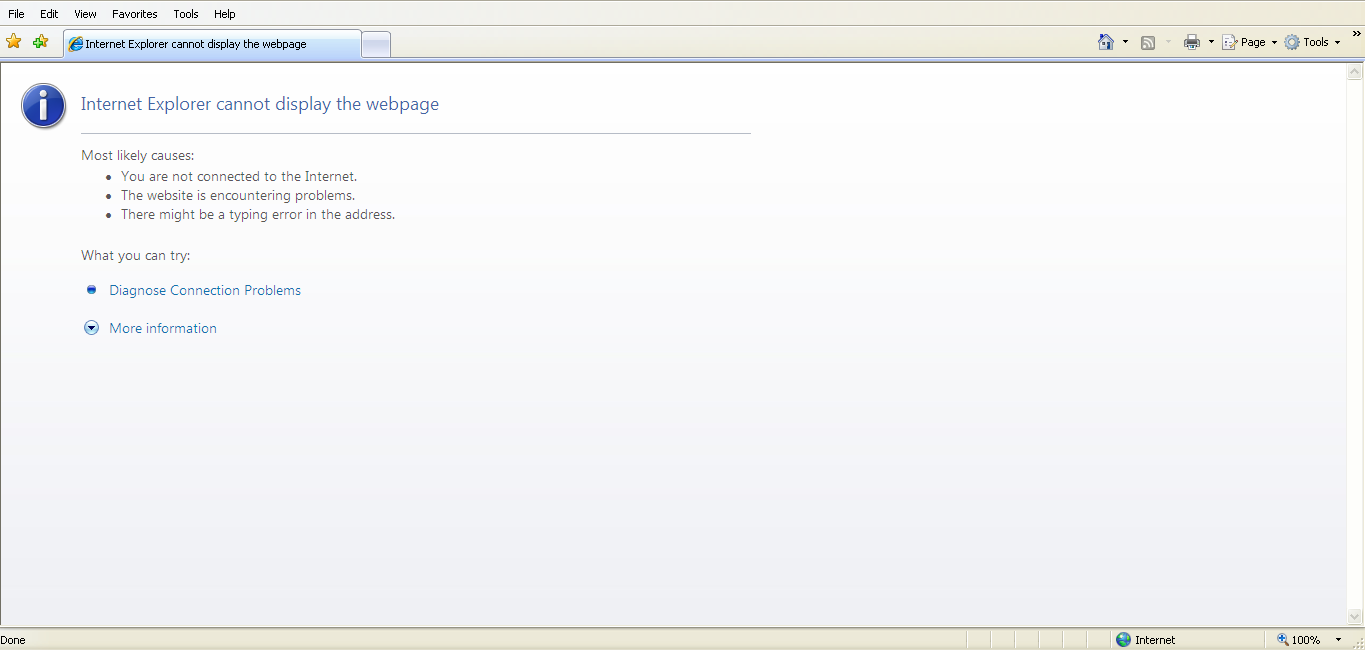 File Edit View Favorites Tools Help
Internet Explorer cannot display the webpage
Page Tools »
Internet Explorer cannot display the webpage
Most likely causes:
• You are not connected to the Internet.
• The website is encountering problems.
• There might be a typing error in the address.
What you can try:
Diagnose Connection Problems
More information
Done Internet 100%